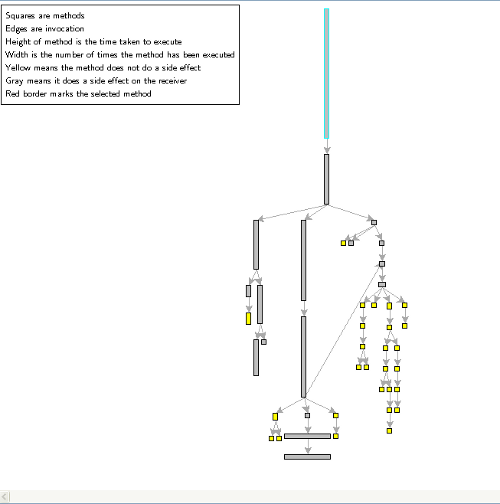 Squares are methods
Edges are invocation
Height of method is the time taken to execute
Width is the number of times the method has been executed
Yellow means the method does not do a side effect
Gray means it does a side effect on the receiver
Red border marks the selected method